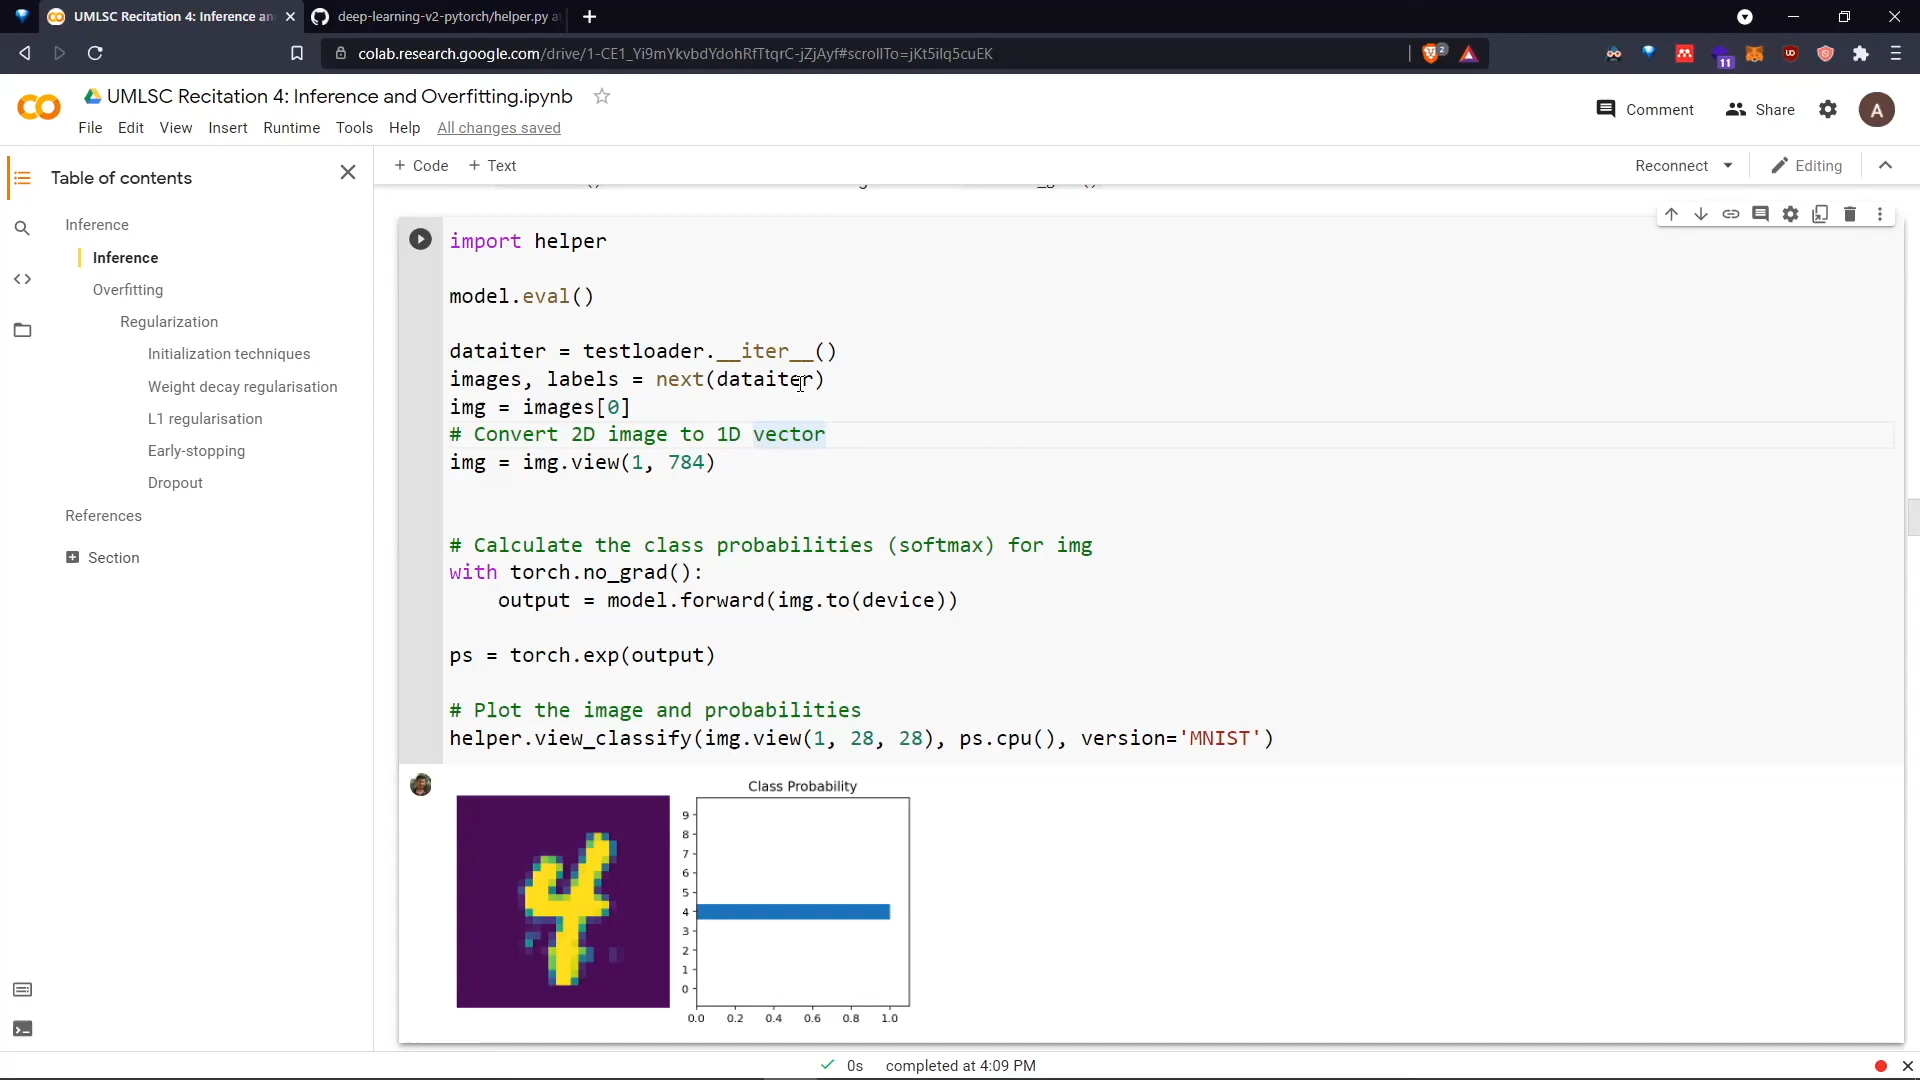 UMLSC Recitation 4: Inference an
deep-learning-v2-pytorch/helper.py a
colab.research.google.com/drive/1-CE1_Yi9mYkvbdYdohRfTtqrC-jZjAyf#scrollTo=jKt5iIq5cuEK
2
11
UMLSC Recitation 4: Inference and Overfitting.ipynb
Comment
Share
A
File Edit View Insert Runtime Tools Help All changes saved
Table of contents
+ Code + Text
Reconnect
Editing
Inference
Inference
Overfitting
Regularization
Initialization techniques
Weight decay regularisation
L1 regularisation
Early-stopping
Dropout
References
Section
import helper
model.eval()
dataiter = testloader.__iter__()
images, labels = next(dataiter)
img = images[0]
# Convert 2D image to 1D vector
img = img.view(1, 784)
# Calculate the class probabilities (softmax) for img
with torch.no_grad():
    output = model.forward(img.to(device))
ps = torch.exp(output)
# Plot the image and probabilities
helper.view_classify(img.view(1, 28, 28), ps.cpu(), version='MNIST')
4
Class Probability
9
8
7
6
5
4
3
2
1
0
0.0 0.2 0.4 0.6 0.8 1.0
0s completed at 4:09 PM